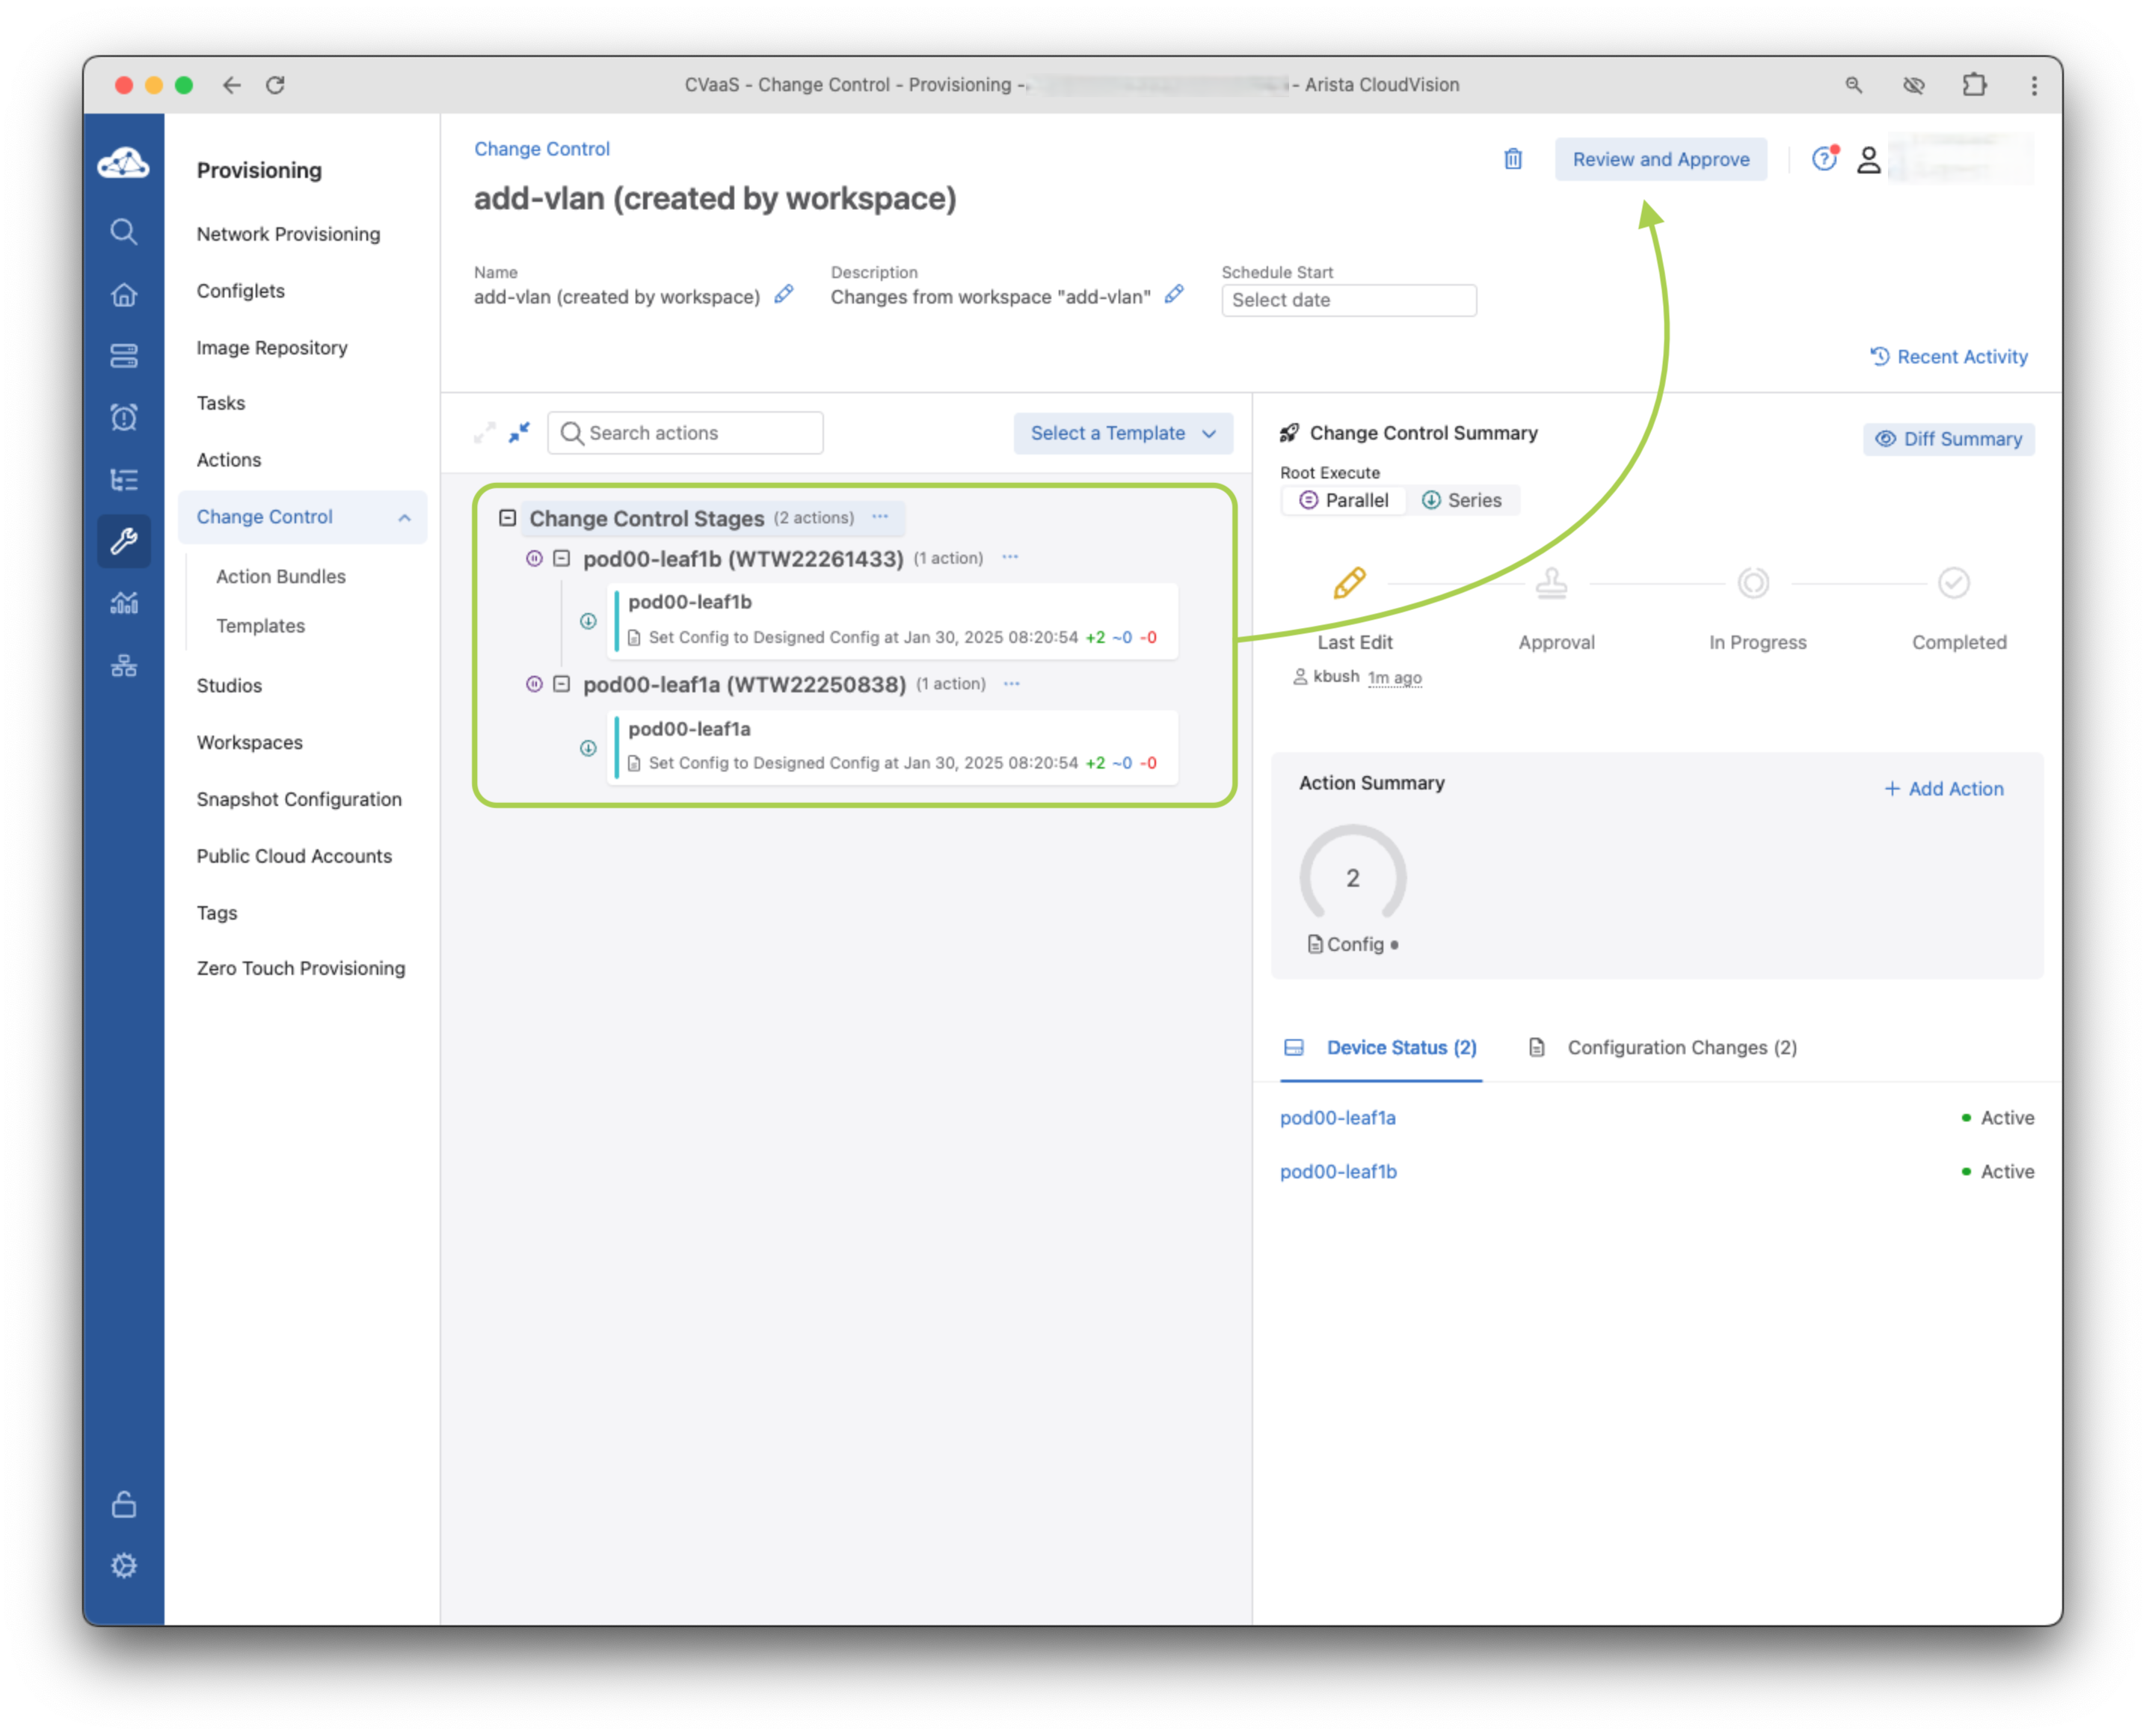 CVaaS - Change Control - Provisioning -
- Arista CloudVision
Provisioning
Network Provisioning
Configlets
Image Repository
Tasks
Actions
Change Control
Action Bundles
Templates
Studios
Workspaces
Snapshot Configuration
Public Cloud Accounts
Tags
Zero Touch Provisioning
Change Control
Review and Approve
add-vlan (created by workspace)
Name
add-vlan (created by workspace)
Description
Changes from workspace "add-vlan"
Schedule Start
Select date
Recent Activity
Search actions
Select a Template
Change Control Stages (2 actions) ...
pod00-leaf1b (WTW22261433) (1 action) ...
pod00-leaf1b
Set Config to Designed Config at Jan 30, 2025 08:20:54 +2 ~0 -0
pod00-leaf1a (WTW22250838) (1 action) ...
pod00-leaf1a
Set Config to Designed Config at Jan 30, 2025 08:20:54 +2 ~0 -0
Change Control Summary
Diff Summary
Root Execute
Parallel
Series
Last Edit
Approval
In Progress
Completed
kbush 1m ago
Action Summary
+ Add Action
2
Config
Device Status (2)
Configuration Changes (2)
pod00-leaf1a
Active
pod00-leaf1b
Active